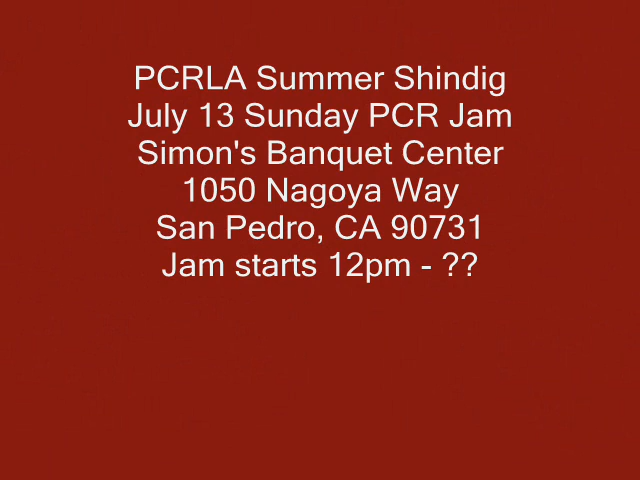 PCRLA Summer Shindig
July 13 Sunday PCR Jam
Simon's Banquet Center
1050 Nagoya Way
San Pedro, CA 90731
Jam starts 12pm - ??